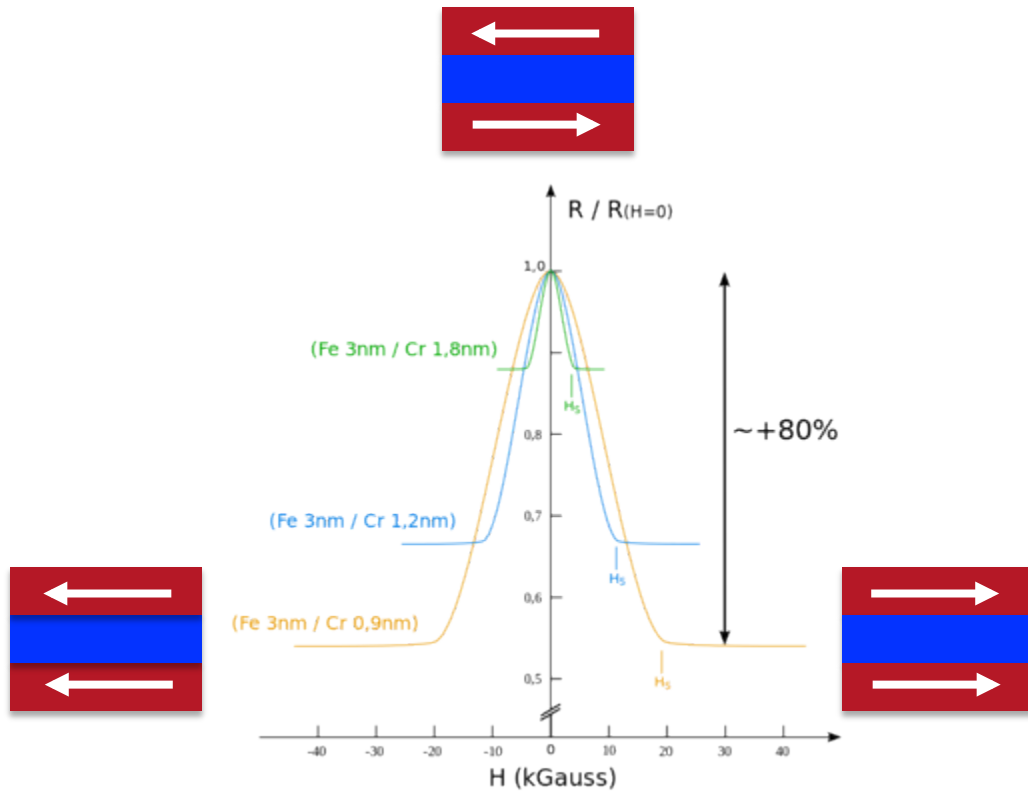 R / R(H=0)
1,0
(Fe 3nm / Cr 1,8nm)
Hs
0,8
~+80%
(Fe 3nm / Cr 1,2nm)
0,7
Hs
0,6
(Fe 3nm / Cr 0,9nm)
0,5
Hs
-40 -30 -20 -10 0 10 20 30 40
H (kGauss)